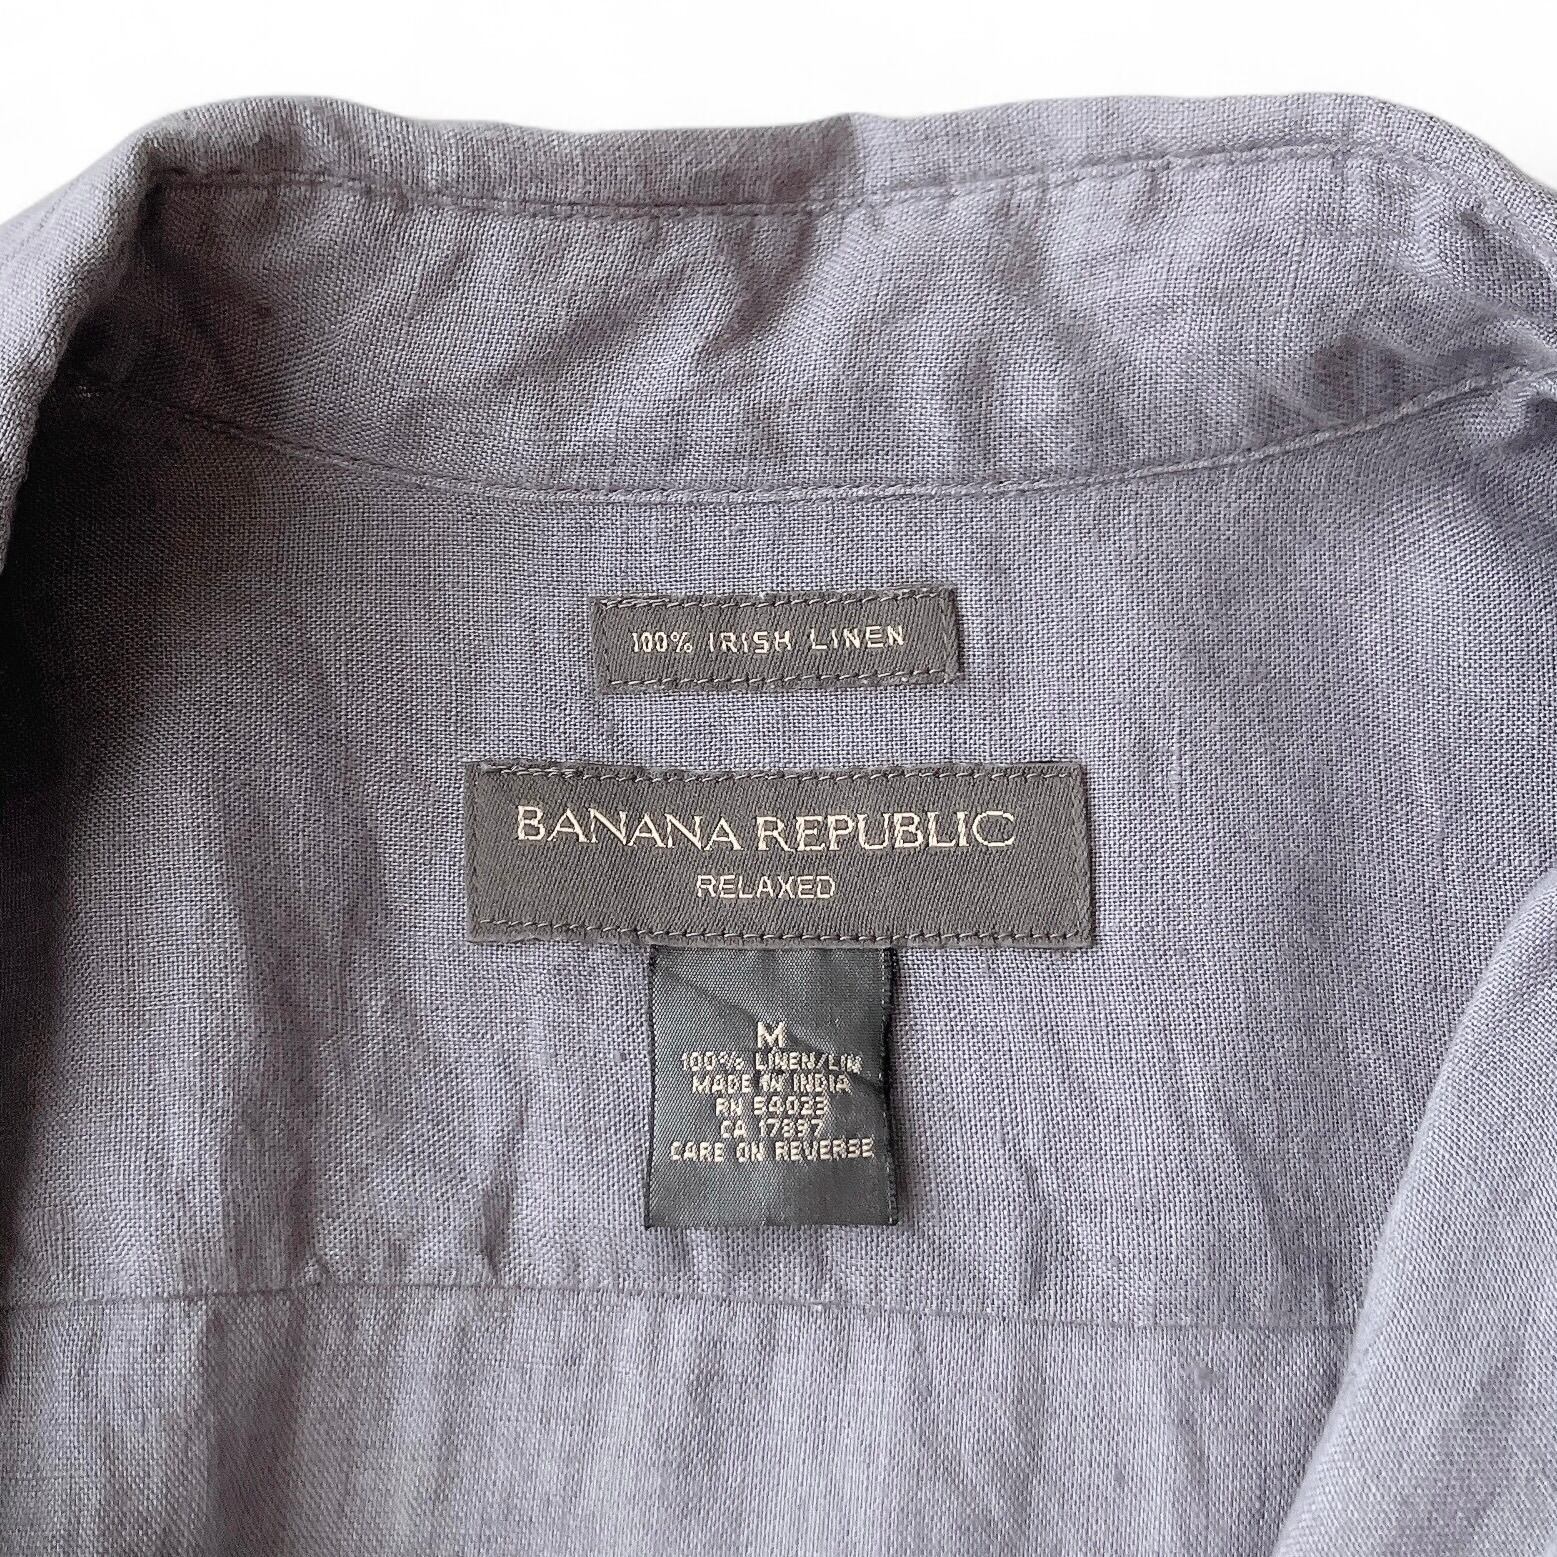 100% IRISH LINEN
BANANA REPUBLIC
RELAXED
M
100% LINEN/LIN
MADE IN INDIA
RN 54023
CA 17897
CARE ON REVERSE